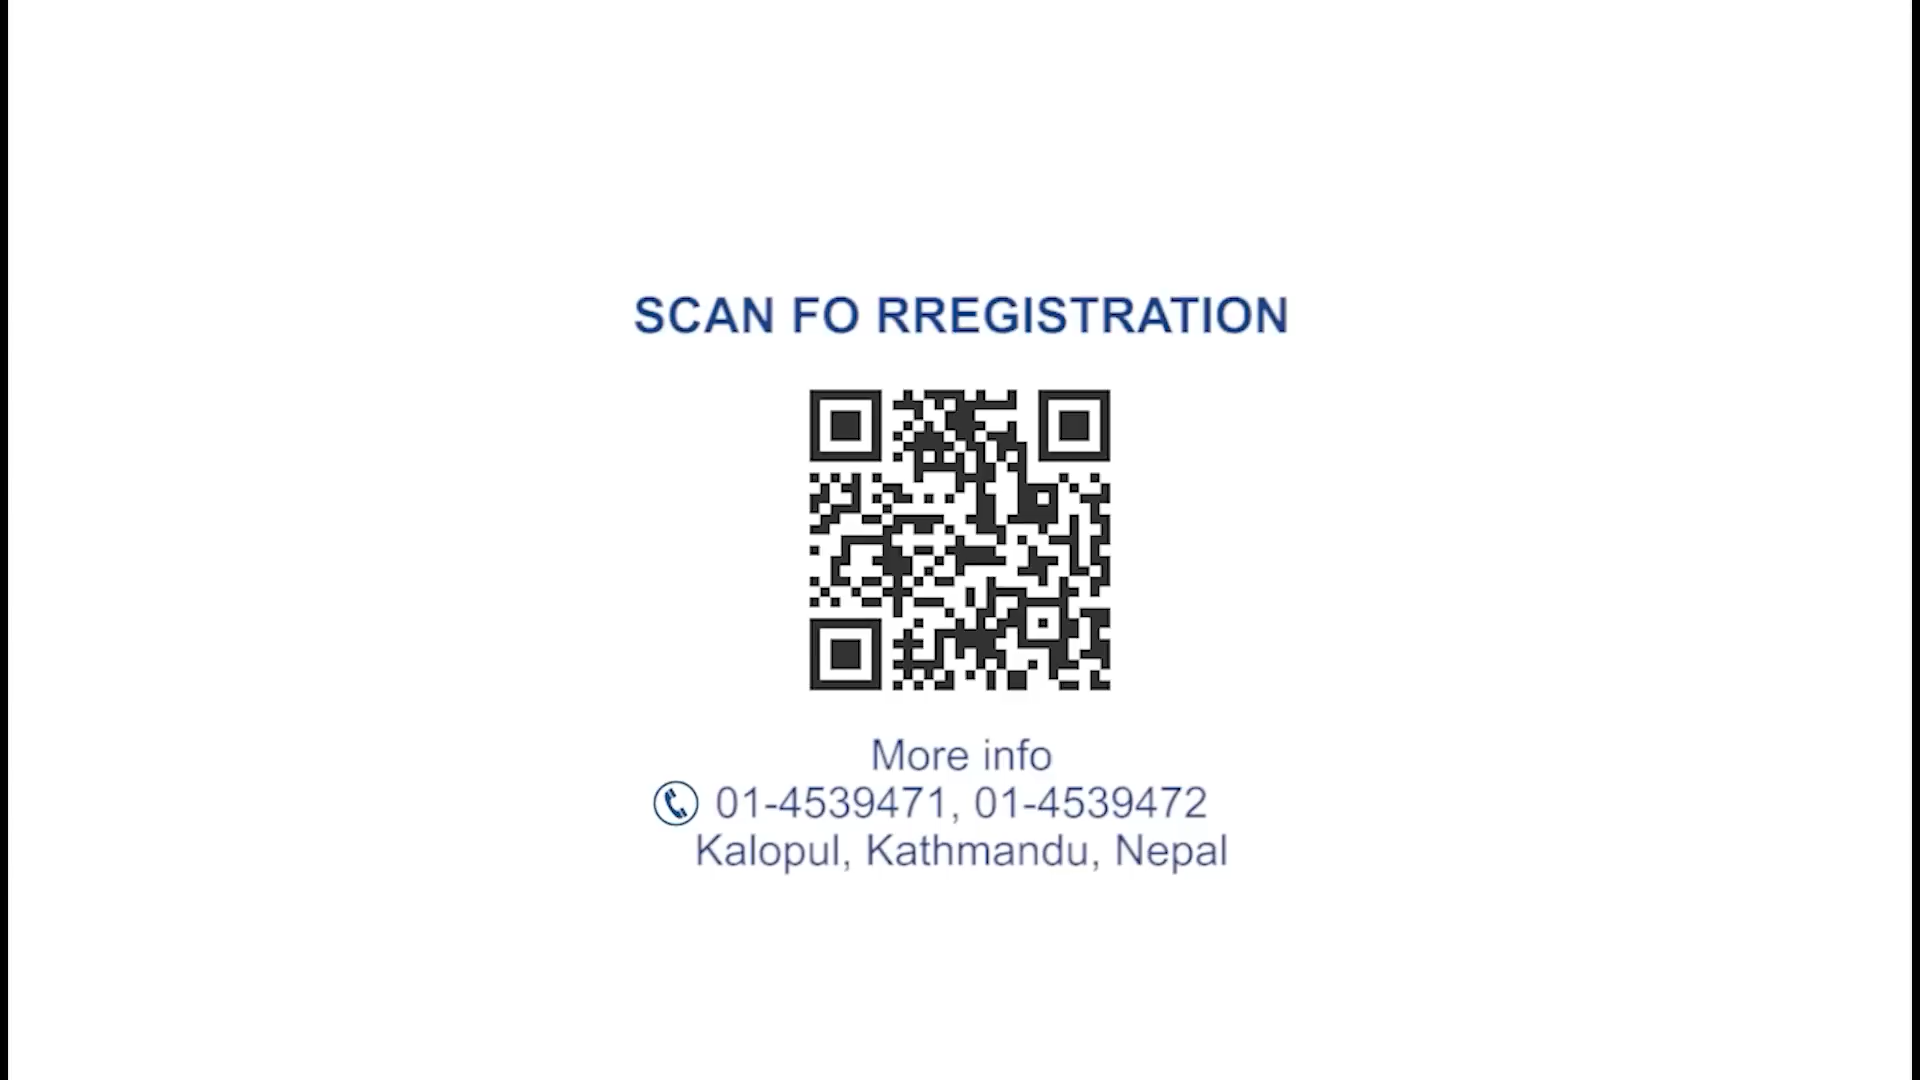 SCAN FO RREGISTRATION
More info
01-4539471, 01-4539472
Kalopul, Kathmandu, Nepal